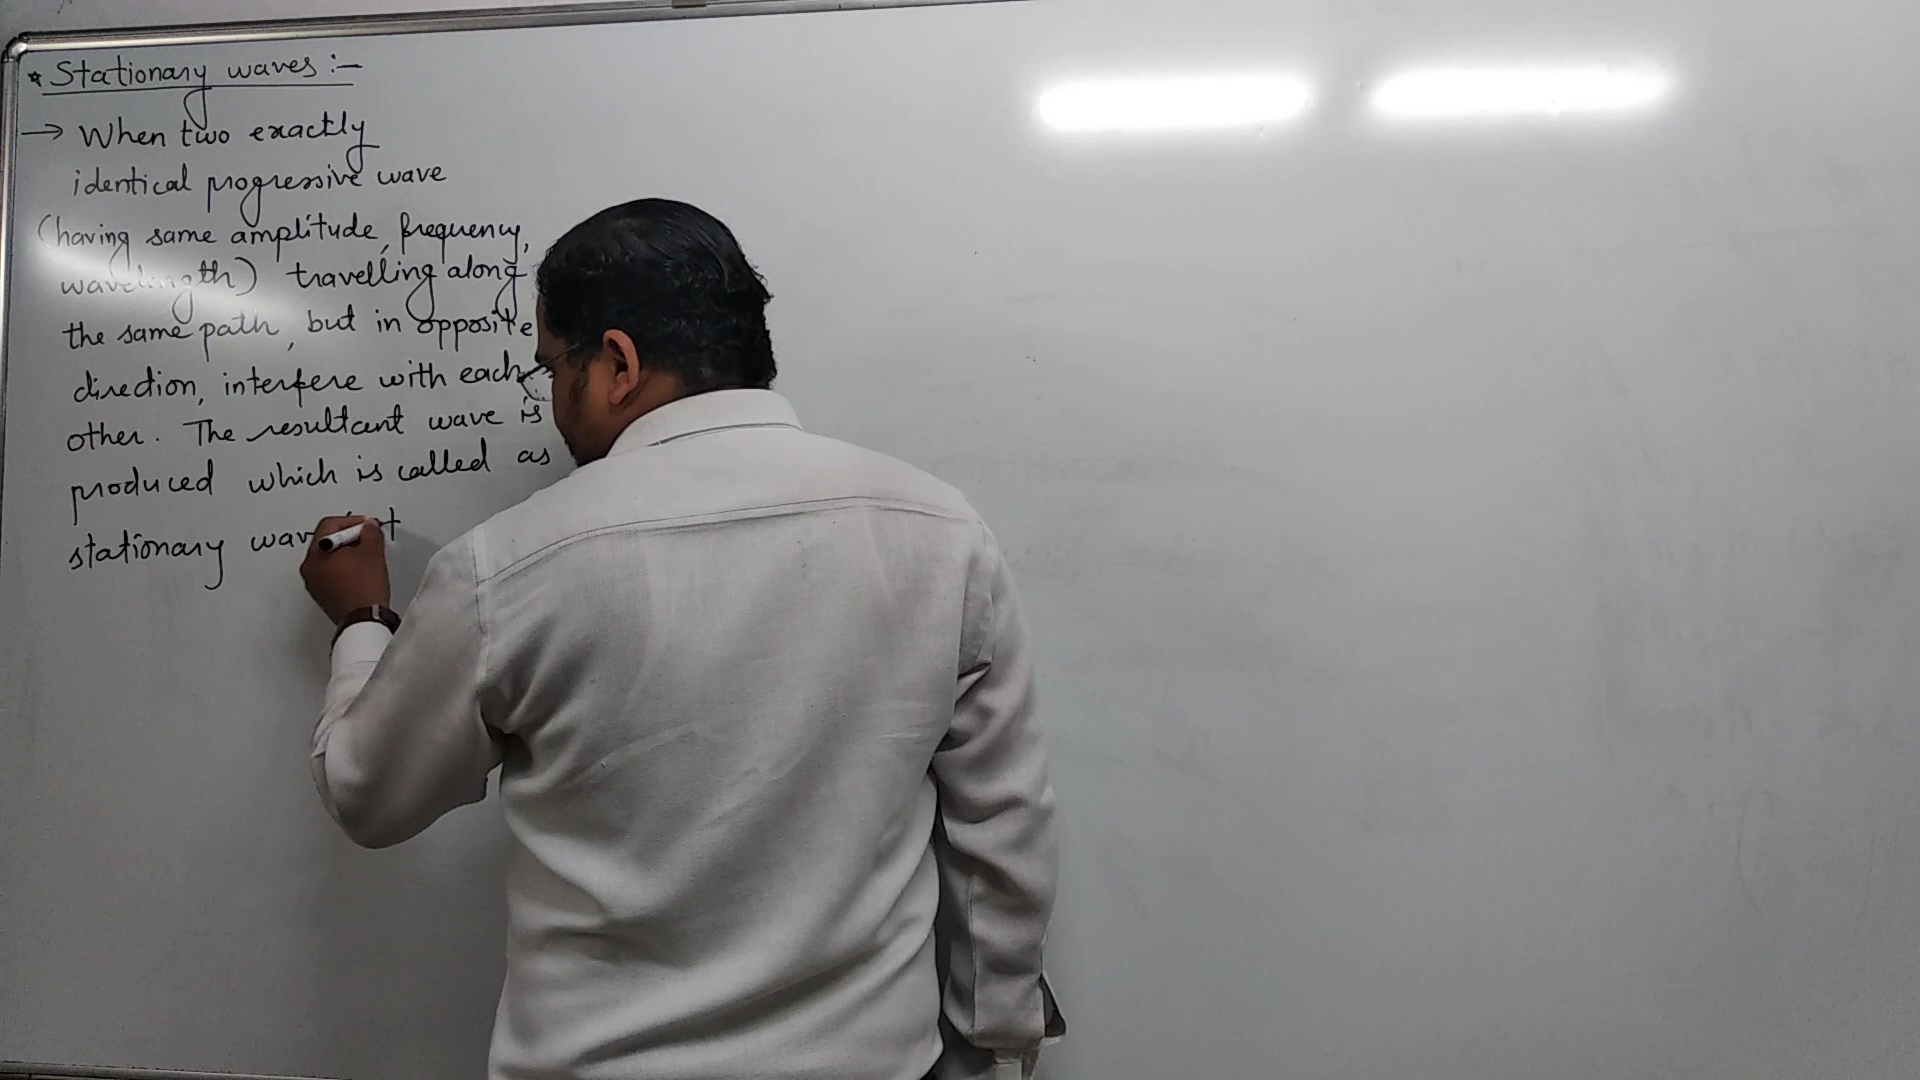 * Stationary waves :-
→ When two exactly
identical progressive wave
(having same amplitude, frequency,
wavelength) travelling along
the same path, but in opposite
direction, interfere with each
other. The resultant wave is
produced which is called as
stationary